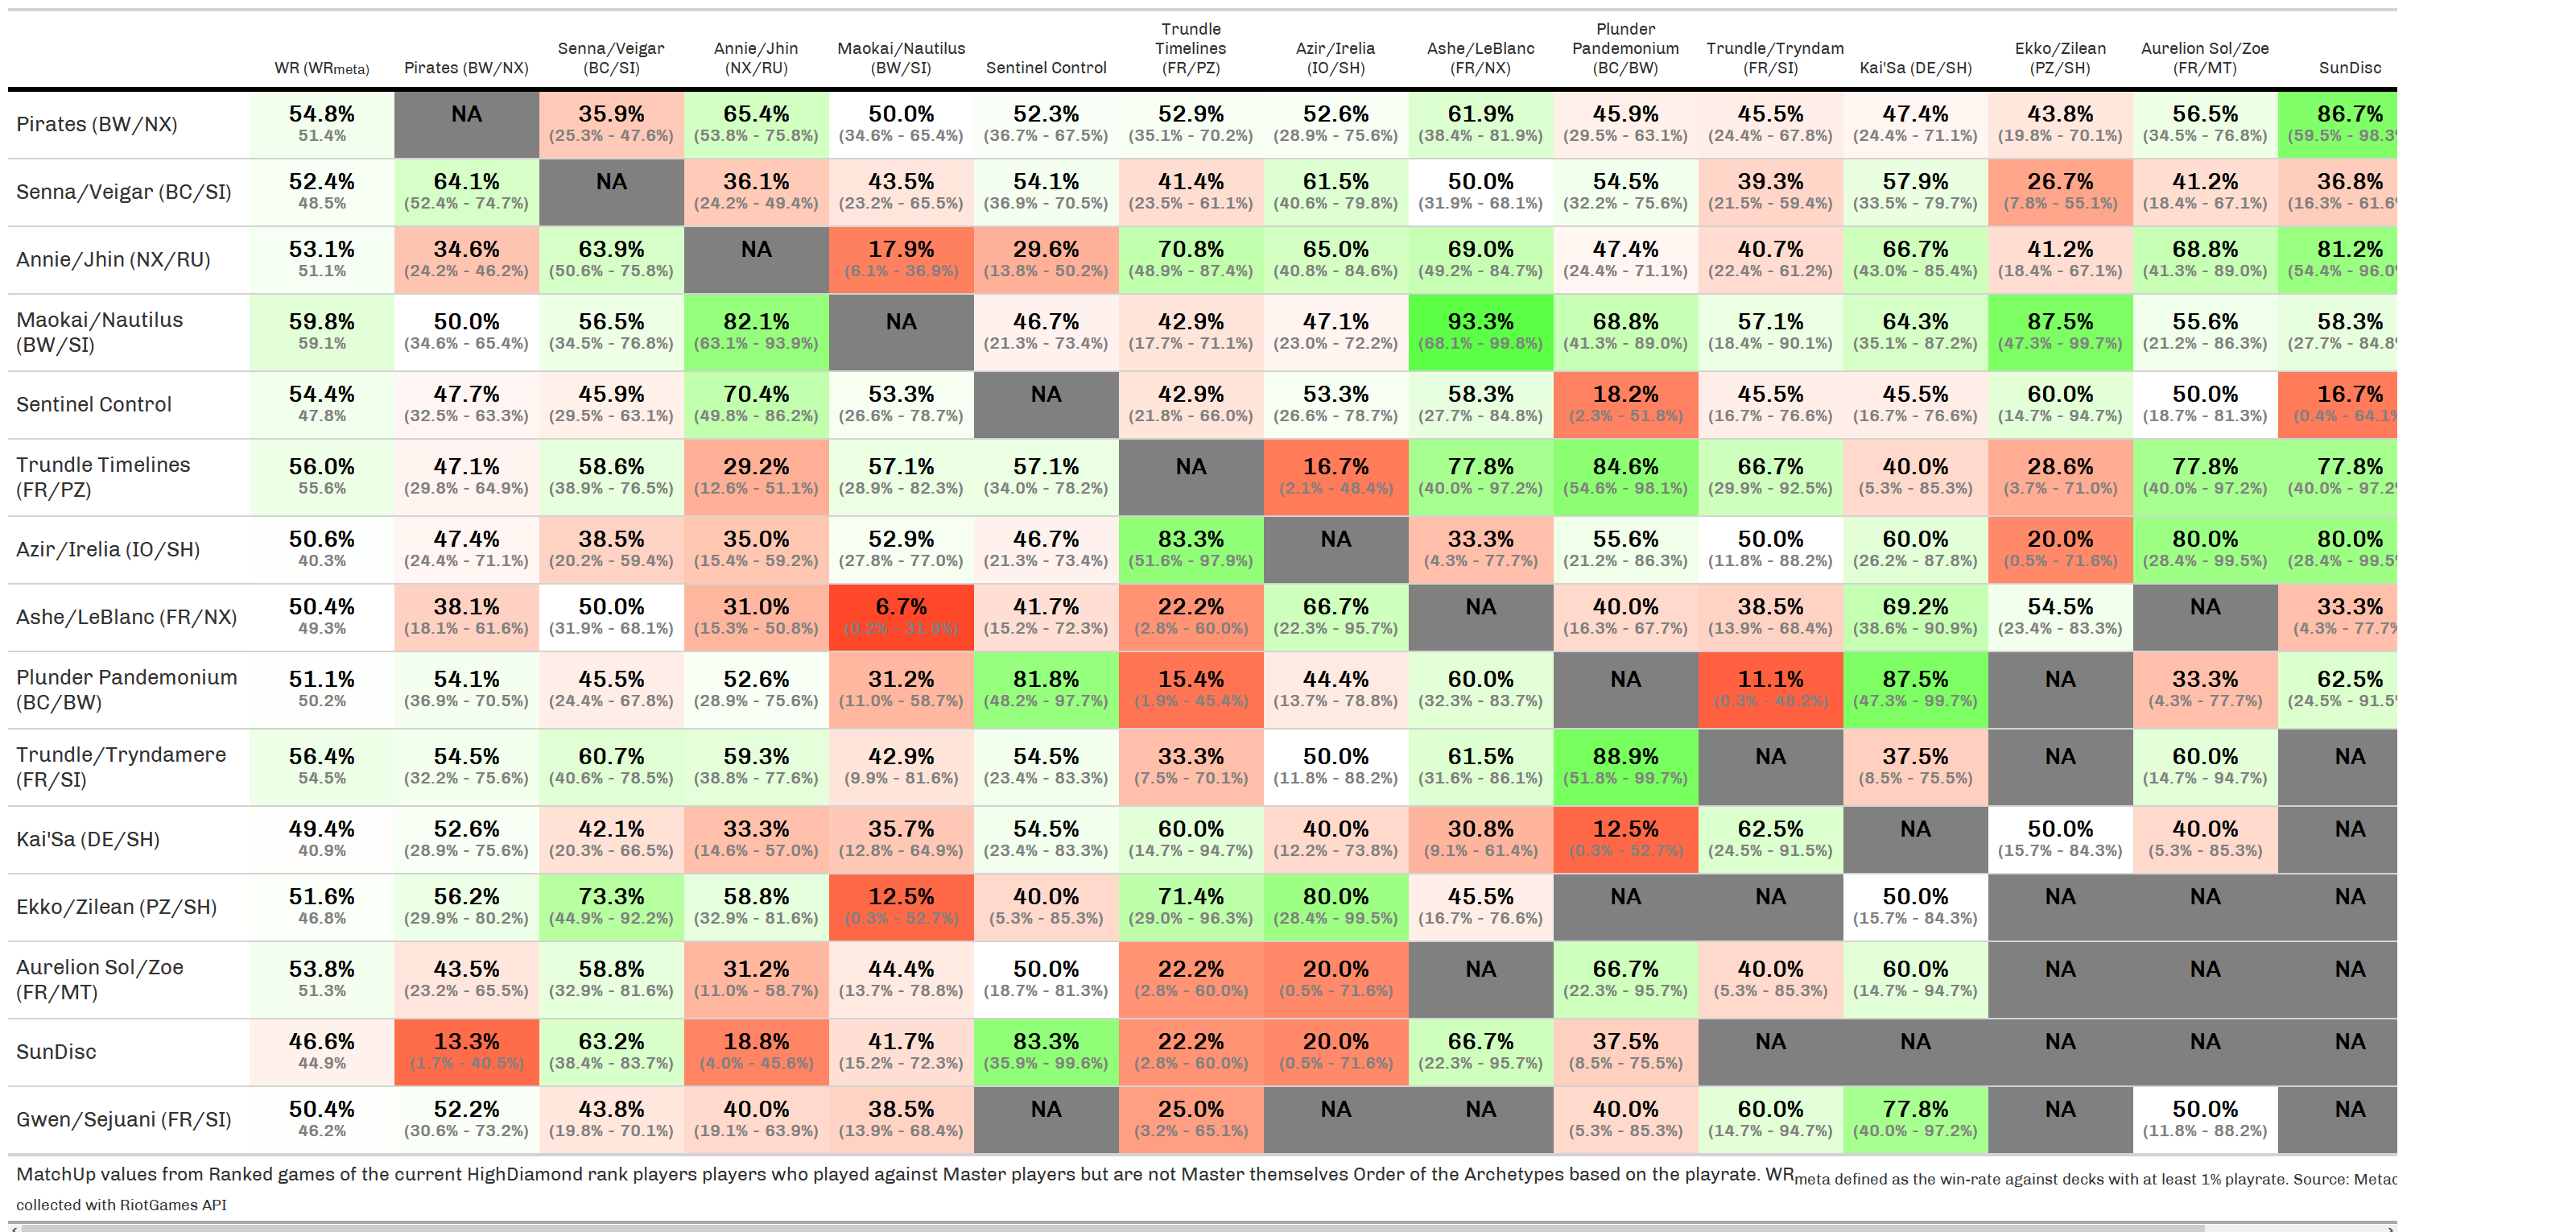 WR (WRmeta) Pirates (BW/NX) Senna/Veigar (BC/SI) Annie/Jhin (NX/RU) Maokai/Nautilus (BW/SI) Sentinel Control Trundle Timelines (FR/PZ) Azir/Irelia (IO/SH) Ashe/LeBlanc (FR/NX) Plunder Pandemonium (BC/BW) Trundle/Tryndam (FR/SI) Kai'Sa (DE/SH) Ekko/Zilean (PZ/SH) Aurelion Sol/Zoe (FR/MT) SunDisc
Pirates (BW/NX) 54.8% NA 35.9% 65.4% 50.0% 52.3% 52.9% 52.6% 61.9% 45.9% 45.5% 47.4% 43.8% 56.5% 86.7%
51.4% (25.3% - 47.6%) (53.8% - 75.8%) (34.6% - 65.4%) (36.7% - 67.5%) (35.1% - 70.2%) (28.9% - 75.6%) (38.4% - 81.9%) (29.5% - 63.1%) (24.4% - 67.8%) (24.4% - 71.1%) (19.8% - 70.1%) (34.5% - 76.8%) (59.5% - 98.3%
Senna/Veigar (BC/SI) 52.4% 64.1% NA 36.1% 43.5% 54.1% 41.4% 61.5% 50.0% 54.5% 39.3% 57.9% 26.7% 41.2% 36.8%
48.5% (52.4% - 74.7%) (24.2% - 49.4%) (23.2% - 65.5%) (36.9% - 70.5%) (23.5% - 61.1%) (40.6% - 79.8%) (31.9% - 68.1%) (32.2% - 75.6%) (21.5% - 59.4%) (33.5% - 79.7%) (7.8% - 55.1%) (18.4% - 67.1%) (16.3% - 61.6
Annie/Jhin (NX/RU) 53.1% 34.6% 63.9% NA 17.9% 29.6% 70.8% 65.0% 69.0% 47.4% 40.7% 66.7% 41.2% 68.8% 81.2%
51.1% (24.2% - 46.2%) (50.6% - 75.8%) (6.1% - 36.9%) (13.8% - 50.2%) (48.9% - 87.4%) (40.8% - 84.6%) (49.2% - 84.7%) (24.4% - 71.1%) (22.4% - 61.2%) (43.0% - 85.4%) (18.4% - 67.1%) (41.3% - 89.0%) (54.4% - 96.0
Maokai/Nautilus (BW/SI) 59.8% 50.0% 56.5% 82.1% NA 46.7% 42.9% 47.1% 93.3% 68.8% 57.1% 64.3% 87.5% 55.6% 58.3%
59.1% (34.6% - 65.4%) (34.5% - 76.8%) (63.1% - 93.9%) (21.3% - 73.4%) (17.7% - 71.1%) (23.0% - 72.2%) (68.1% - 99.8%) (41.3% - 89.0%) (18.4% - 90.1%) (35.1% - 87.2%) (47.3% - 99.7%) (21.2% - 86.3%) (27.7% - 84.8
Sentinel Control 54.4% 47.7% 45.9% 70.4% 53.3% NA 42.9% 53.3% 58.3% 18.2% 45.5% 45.5% 60.0% 50.0% 16.7%
47.8% (32.5% - 63.3%) (29.5% - 63.1%) (49.8% - 86.2%) (26.6% - 78.7%) (21.8% - 66.0%) (26.6% - 78.7%) (27.7% - 84.8%) (2.3% - 51.8%) (16.7% - 76.6%) (16.7% - 76.6%) (14.7% - 94.7%) (18.7% - 81.3%) (0.4% - 64.1%
Trundle Timelines (FR/PZ) 56.0% 47.1% 58.6% 29.2% 57.1% 57.1% NA 16.7% 77.8% 84.6% 66.7% 40.0% 28.6% 77.8% 77.8%
55.6% (29.8% - 64.9%) (38.9% - 76.5%) (12.6% - 51.1%) (28.9% - 82.3%) (34.0% - 78.2%) (2.1% - 48.4%) (40.0% - 97.2%) (54.6% - 98.1%) (29.9% - 92.5%) (5.3% - 85.3%) (3.7% - 71.0%) (40.0% - 97.2%) (40.0% - 97.2
Azir/Irelia (IO/SH) 50.6% 47.4% 38.5% 35.0% 52.9% 46.7% 83.3% NA 33.3% 55.6% 50.0% 60.0% 20.0% 80.0% 80.0%
40.3% (24.4% - 71.1%) (20.2% - 59.4%) (15.4% - 59.2%) (27.8% - 77.0%) (21.3% - 73.4%) (51.6% - 97.9%) (4.3% - 77.7%) (21.2% - 86.3%) (11.8% - 88.2%) (26.2% - 87.8%) (0.5% - 71.6%) (28.4% - 99.5%) (28.4% - 99.5
Ashe/LeBlanc (FR/NX) 50.4% 38.1% 50.0% 31.0% 6.7% 41.7% 22.2% 66.7% NA 40.0% 38.5% 69.2% 54.5% NA 33.3%
49.3% (18.1% - 61.6%) (31.9% - 68.1%) (15.3% - 50.8%) (0.2% - 31.9%) (15.2% - 72.3%) (2.8% - 60.0%) (22.3% - 95.7%) (16.3% - 67.7%) (13.9% - 68.4%) (38.6% - 90.9%) (23.4% - 83.3%) (4.3% - 77.7%
Plunder Pandemonium (BC/BW) 51.1% 54.1% 45.5% 52.6% 31.2% 81.8% 15.4% 44.4% 60.0% NA 11.1% 87.5% NA 33.3% 62.5%
50.2% (36.9% - 70.5%) (24.4% - 67.8%) (28.9% - 75.6%) (11.0% - 58.7%) (48.2% - 97.7%) (1.9% - 45.4%) (13.7% - 78.8%) (32.3% - 83.7%) (0.3% - 48.2%) (47.3% - 99.7%) (4.3% - 77.7%) (24.5% - 91.5
Trundle/Tryndamere (FR/SI) 56.4% 54.5% 60.7% 59.3% 42.9% 54.5% 33.3% 50.0% 61.5% 88.9% NA 37.5% NA 60.0% NA
54.5% (32.2% - 75.6%) (40.6% - 78.5%) (38.8% - 77.6%) (9.9% - 81.6%) (23.4% - 83.3%) (7.5% - 70.1%) (11.8% - 88.2%) (31.6% - 86.1%) (51.8% - 99.7%) (8.5% - 75.5%) (14.7% - 94.7%)
Kai'Sa (DE/SH) 49.4% 52.6% 42.1% 33.3% 35.7% 54.5% 60.0% 40.0% 30.8% 12.5% 62.5% NA 50.0% 40.0% NA
40.9% (28.9% - 75.6%) (20.3% - 66.5%) (14.6% - 57.0%) (12.8% - 64.9%) (23.4% - 83.3%) (14.7% - 94.7%) (12.2% - 73.8%) (9.1% - 61.4%) (0.3% - 52.7%) (24.5% - 91.5%) (15.7% - 84.3%) (5.3% - 85.3%)
Ekko/Zilean (PZ/SH) 51.6% 56.2% 73.3% 58.8% 12.5% 40.0% 71.4% 80.0% 45.5% NA NA 50.0% NA NA NA
46.8% (29.9% - 80.2%) (44.9% - 92.2%) (32.9% - 81.6%) (0.3% - 52.7%) (5.3% - 85.3%) (29.0% - 96.3%) (28.4% - 99.5%) (16.7% - 76.6%) (15.7% - 84.3%)
Aurelion Sol/Zoe (FR/MT) 53.8% 43.5% 58.8% 31.2% 44.4% 50.0% 22.2% 20.0% NA 66.7% 40.0% 60.0% NA NA NA
51.3% (23.2% - 65.5%) (32.9% - 81.6%) (11.0% - 58.7%) (13.7% - 78.8%) (18.7% - 81.3%) (2.8% - 60.0%) (0.5% - 71.6%) (22.3% - 95.7%) (5.3% - 85.3%) (14.7% - 94.7%)
SunDisc 46.6% 13.3% 63.2% 18.8% 41.7% 83.3% 22.2% 20.0% 66.7% 37.5% NA NA NA NA NA
44.9% (1.7% - 40.5%) (38.4% - 83.7%) (4.0% - 45.6%) (15.2% - 72.3%) (35.9% - 99.6%) (2.8% - 60.0%) (0.5% - 71.6%) (22.3% - 95.7%) (8.5% - 75.5%)
Gwen/Sejuani (FR/SI) 50.4% 52.2% 43.8% 40.0% 38.5% NA 25.0% NA NA 40.0% 60.0% 77.8% NA 50.0% NA
46.2% (30.6% - 73.2%) (19.8% - 70.1%) (19.1% - 63.9%) (13.9% - 68.4%) (3.2% - 65.1%) (5.3% - 85.3%) (14.7% - 94.7%) (40.0% - 97.2%) (11.8% - 88.2%)
MatchUp values from Ranked games of the current HighDiamond rank players players who played against Master players but are not Master themselves Order of the Archetypes based on the playrate. WRmeta defined as the win-rate against decks with at least 1% playrate. Source: Metac
collected with RiotGames API